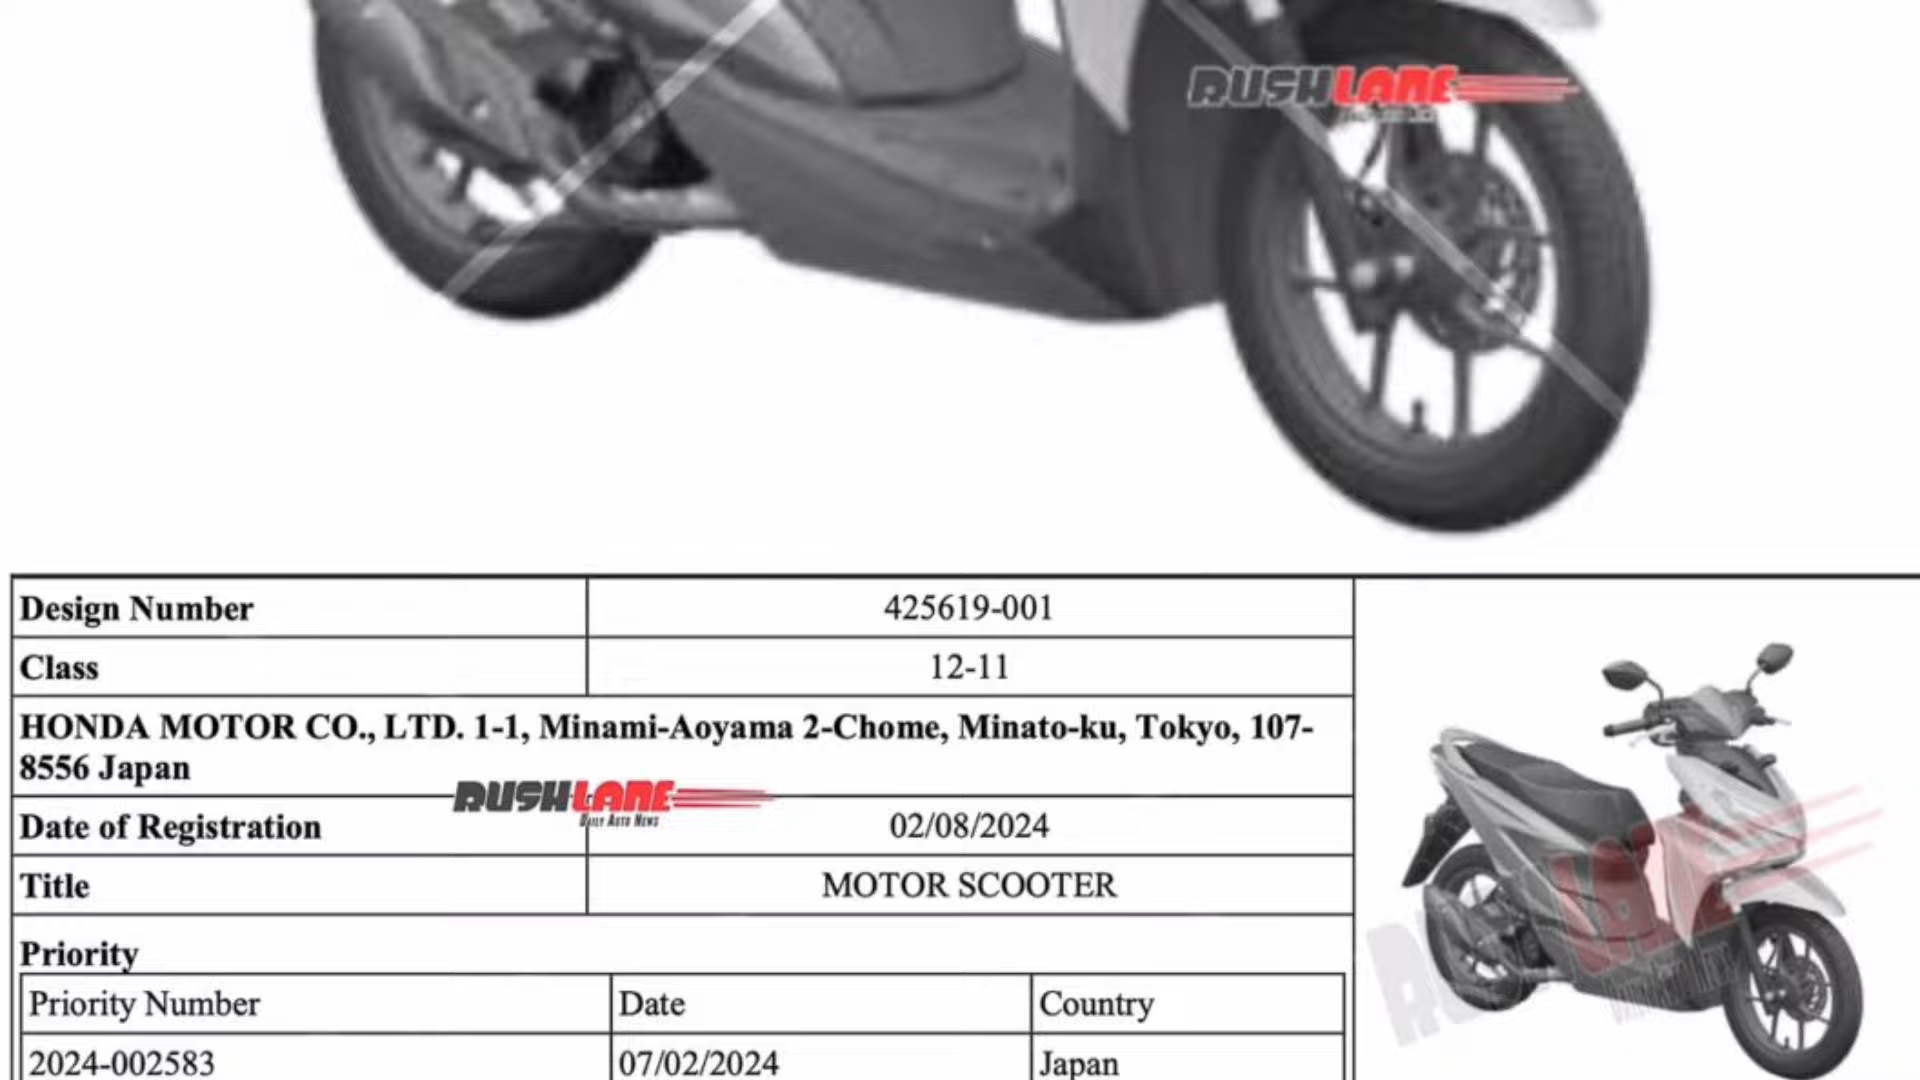 RUSHLANE
Design Number 425619-001
Class 12-11
HONDA MOTOR CO., LTD. 1-1, Minami-Aoyama 2-Chome, Minato-ku, Tokyo, 107-
8556 Japan
RUSHLANE
DAILY AUTO NEWS
Date of Registration 02/08/2024
Title MOTOR SCOOTER
Priority
Priority Number Date Country
2024-002583 07/02/2024 Japan